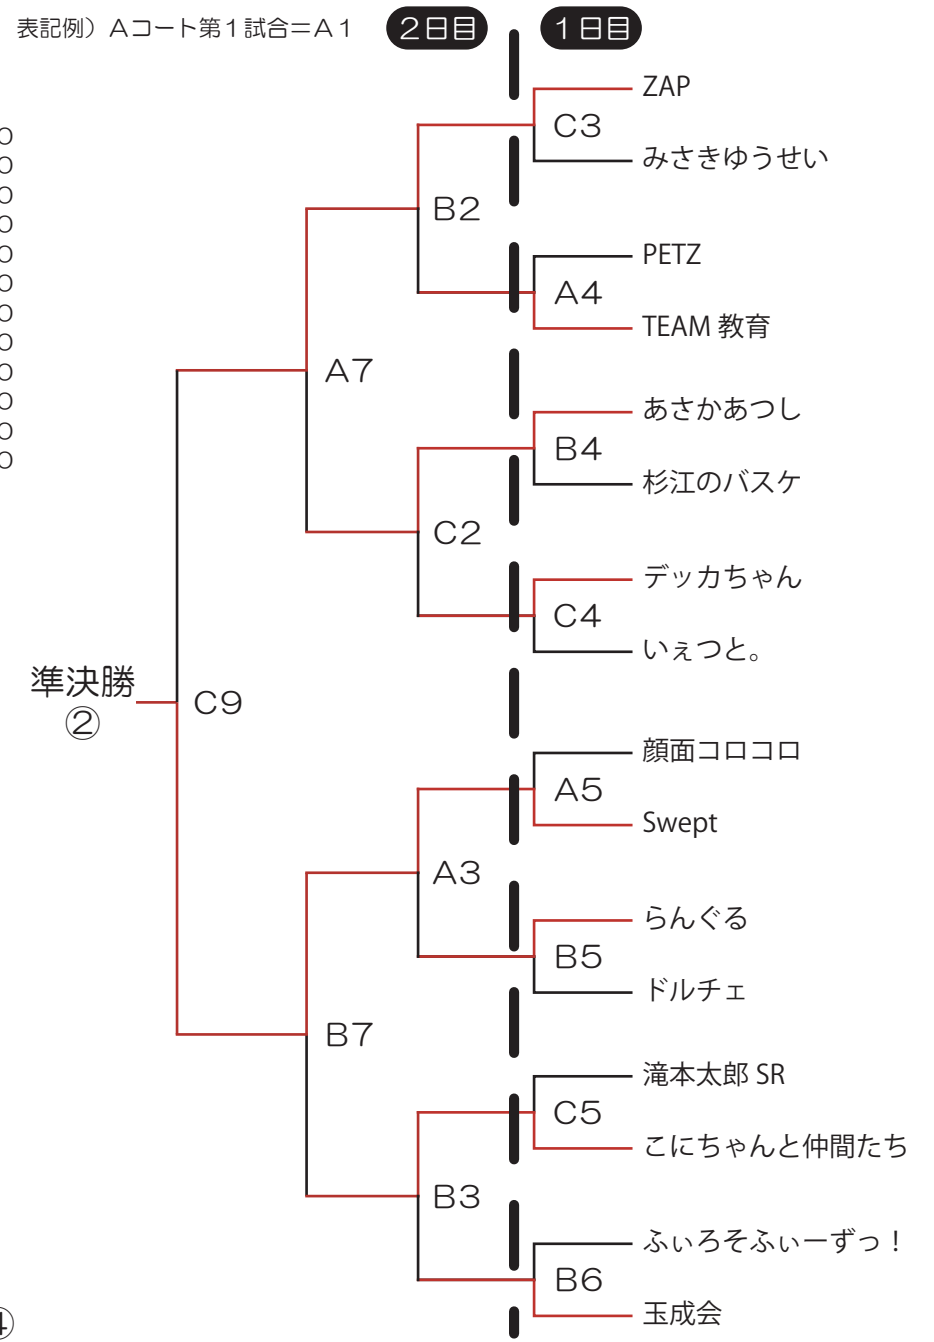 表記例）Aコート第1試合＝A1
2日目
1日目
ZAP
C3
みさきゆうせい
B2
PETZ
A4
TEAM 教育
A7
あさかあつし
B4
杉江のバスケ
C2
デッカちゃん
C4
いぇつと。
準決勝
②
C9
顔面コロコロ
A5
Swept
A3
らんぐる
B5
ドルチェ
B7
滝本太郎 SR
C5
こにちゃんと仲間たち
B3
ふぃろそふぃーずっ！
B6
玉成会